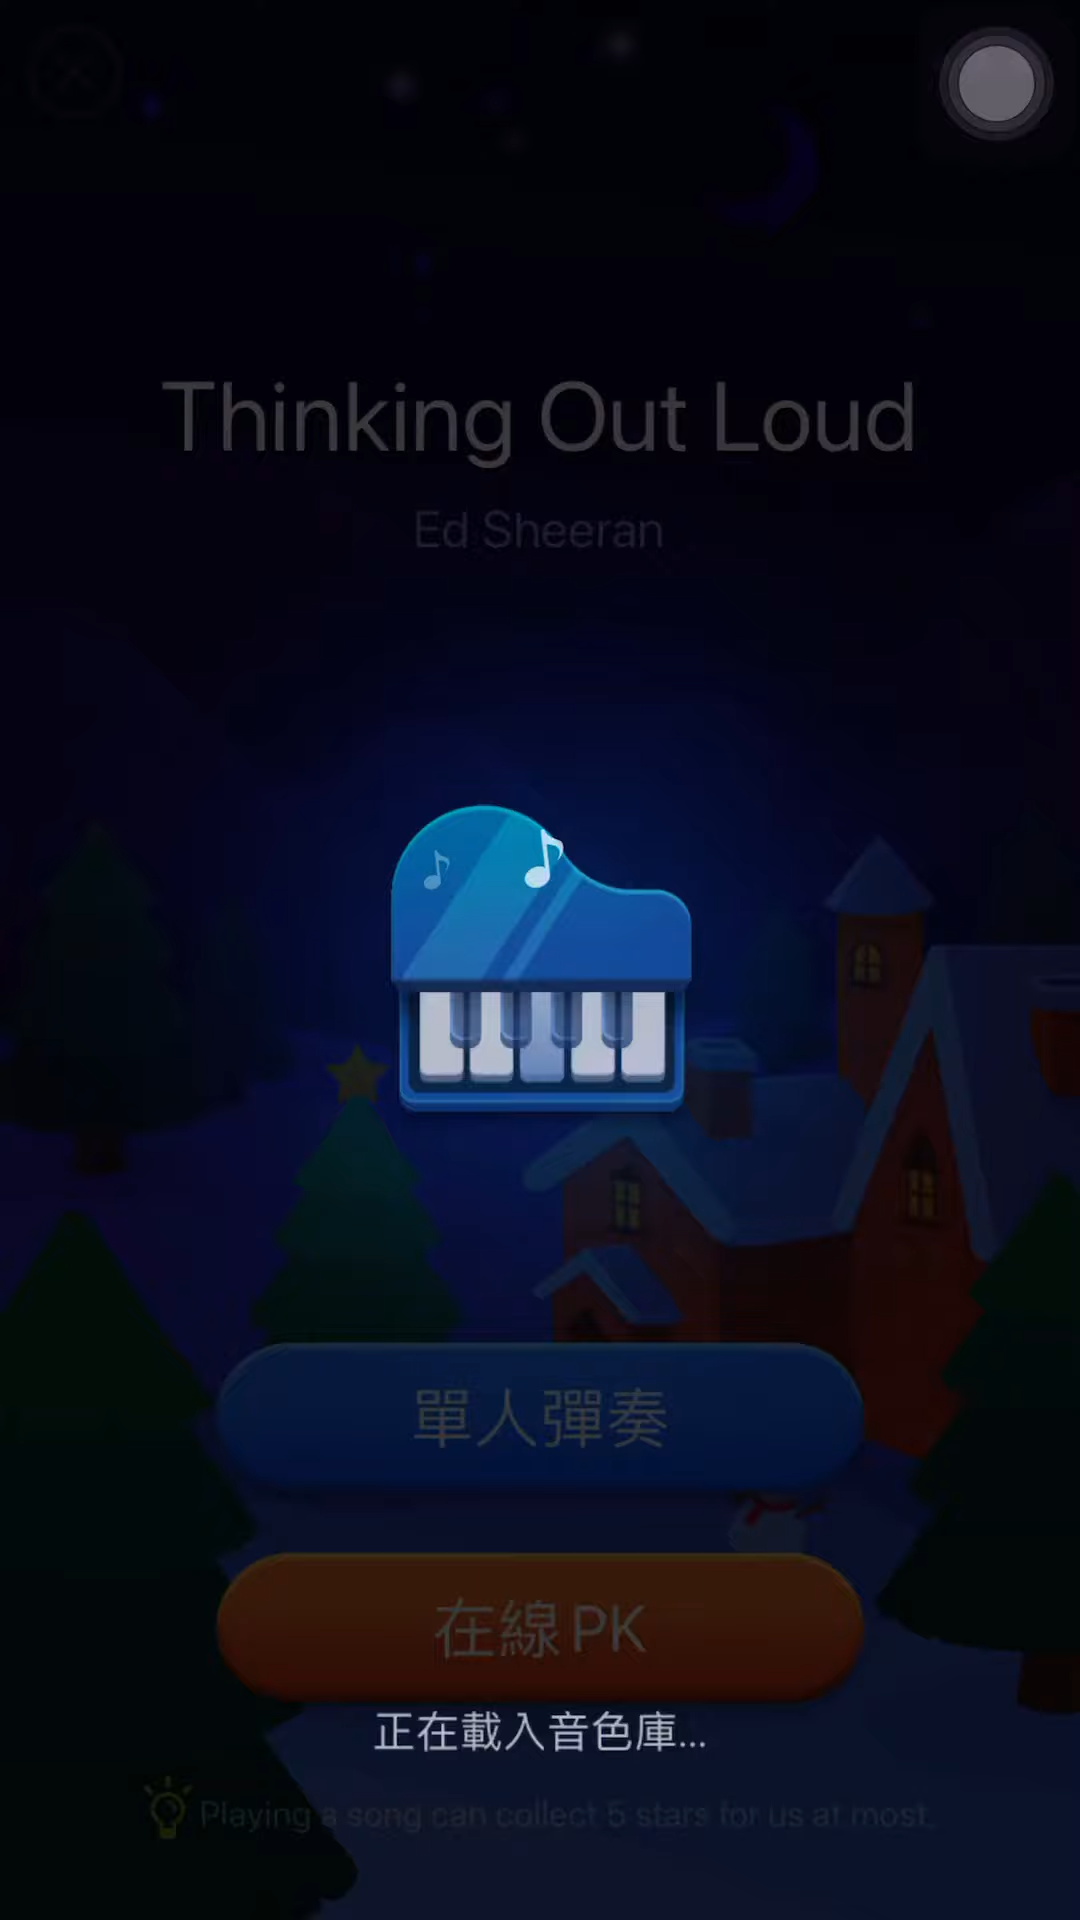 Thinking Out Loud
Ed Sheeran
單人彈奏
在線PK
正在載入音色庫...
Playing a song can collect 5 stars for us at most.